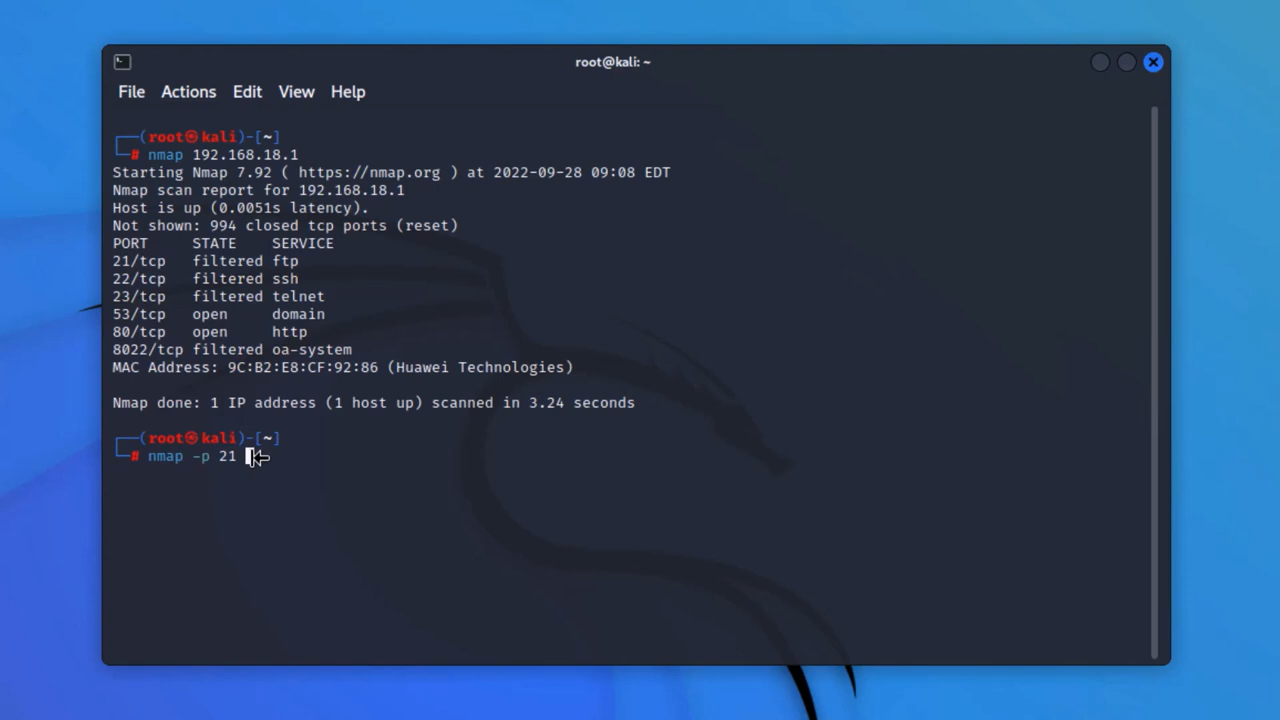 root@kali: ~
File Actions Edit View Help
┌──(root㉿kali)-[~]
└─# nmap 192.168.18.1
Starting Nmap 7.92 ( https://nmap.org ) at 2022-09-28 09:08 EDT
Nmap scan report for 192.168.18.1
Host is up (0.0051s latency).
Not shown: 994 closed tcp ports (reset)
PORT     STATE    SERVICE
21/tcp   filtered ftp
22/tcp   filtered ssh
23/tcp   filtered telnet
53/tcp   open     domain
80/tcp   open     http
8022/tcp filtered oa-system
MAC Address: 9C:B2:E8:CF:92:86 (Huawei Technologies)
Nmap done: 1 IP address (1 host up) scanned in 3.24 seconds
┌──(root㉿kali)-[~]
└─# nmap -p 21